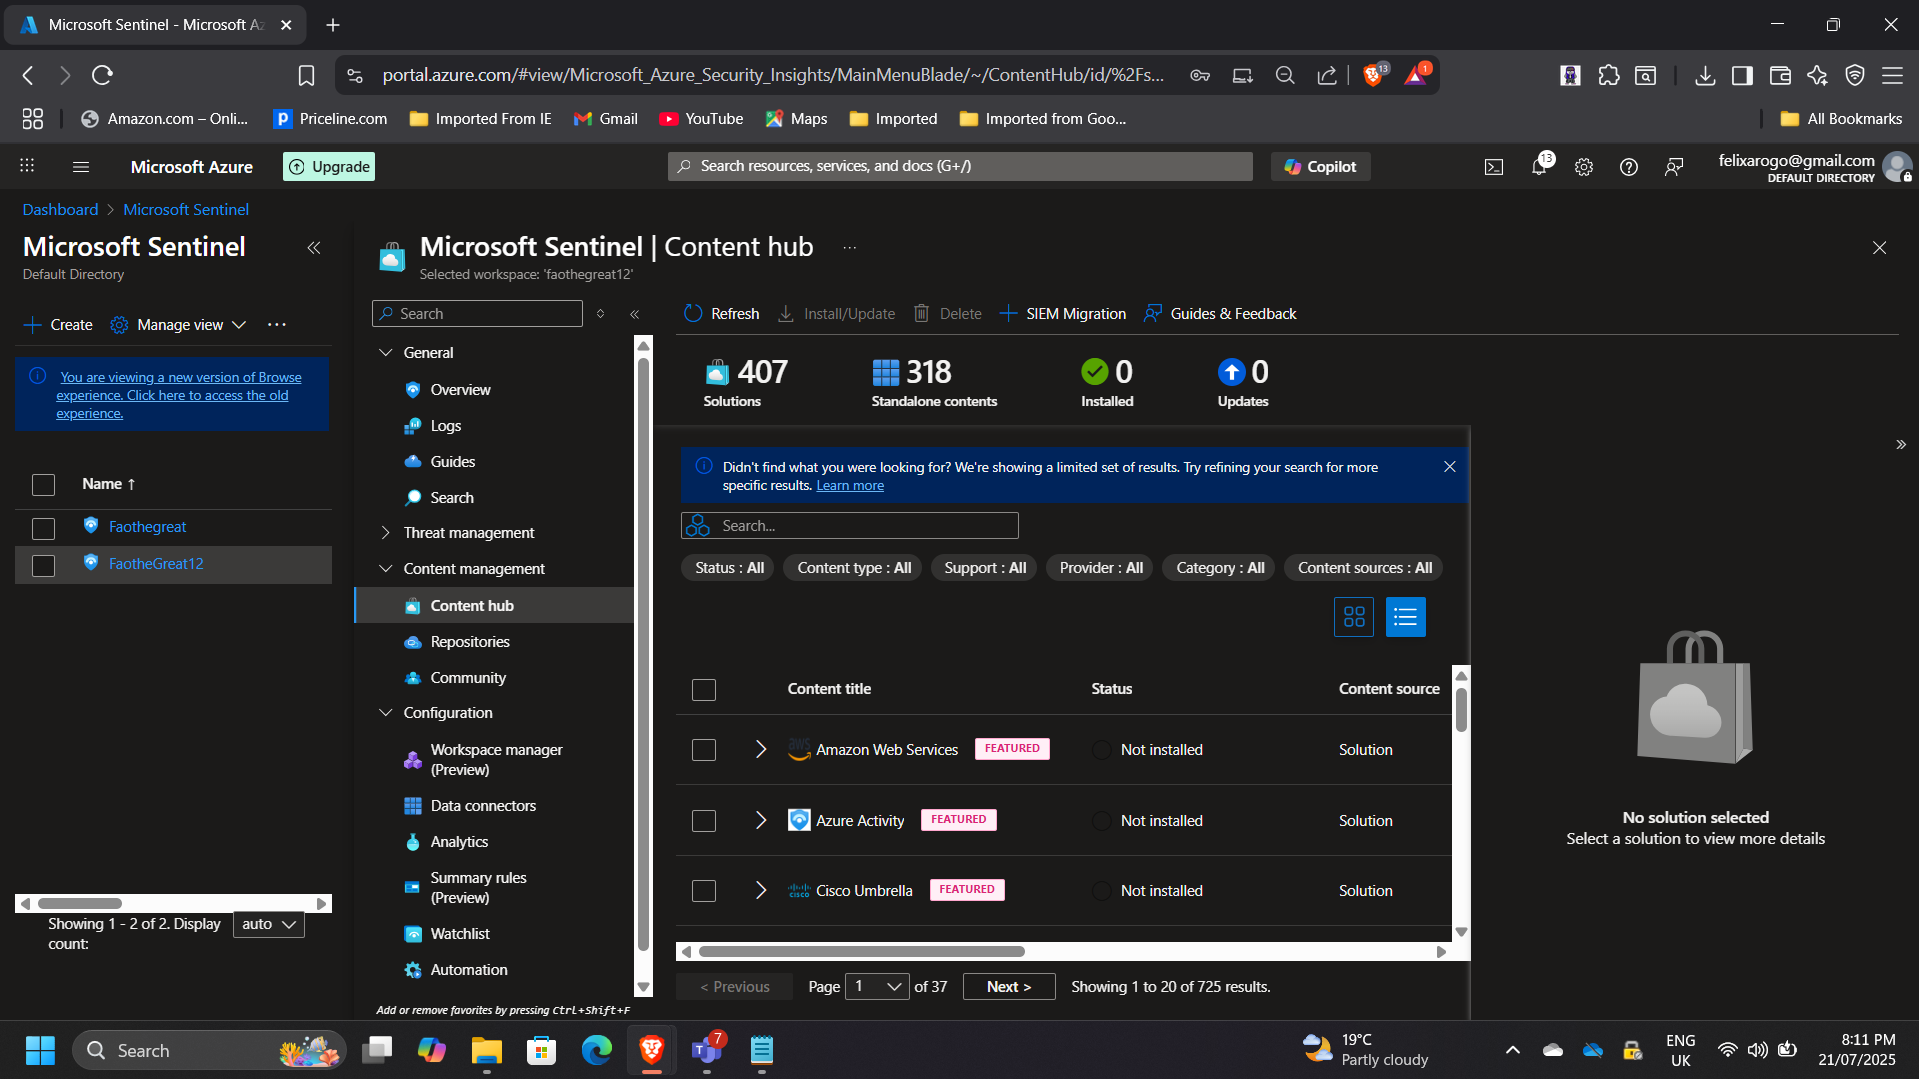 Microsoft Sentinel - Microsoft Az
portal.azure.com/#view/Microsoft_Azure_Security_Insights/MainMenuBlade/~/ContentHub/id/%2Fs...
13
1
Amazon.com – Onli...
Priceline.com
Imported From IE
Gmail
YouTube
Maps
Imported
Imported from Goo...
All Bookmarks
Microsoft Azure
Upgrade
Search resources, services, and docs (G+/)
Copilot
13
felixarogo@gmail.com
DEFAULT DIRECTORY
Dashboard > Microsoft Sentinel
Microsoft Sentinel
Default Directory
Create
Manage view
You are viewing a new version of Browse
experience. Click here to access the old
experience.
Name ↑
Faothegreat
FaotheGreat12
Showing 1 - 2 of 2. Display
count:
auto
Microsoft Sentinel | Content hub
Selected workspace: 'faothegreat12'
Search
General
Overview
Logs
Guides
Search
Threat management
Content management
Content hub
Repositories
Community
Configuration
Workspace manager
(Preview)
Data connectors
Analytics
Summary rules
(Preview)
Watchlist
Automation
Add or remove favorites by pressing Ctrl+Shift+F
Refresh
Install/Update
Delete
SIEM Migration
Guides & Feedback
407
Solutions
318
Standalone contents
0
Installed
0
Updates
Didn't find what you were looking for? We're showing a limited set of results. Try refining your search for more
specific results. Learn more
Search...
Status : All
Content type : All
Support : All
Provider : All
Category : All
Content sources : All
Content title
Status
Content source
aws
Amazon Web Services
FEATURED
Not installed
Solution
Azure Activity
FEATURED
Not installed
Solution
CISCO
Cisco Umbrella
FEATURED
Not installed
Solution
< Previous
Page
1
of 37
Next >
Showing 1 to 20 of 725 results.
No solution selected
Select a solution to view more details
Search
7
19°C
Partly cloudy
ENG
UK
8:11 PM
21/07/2025